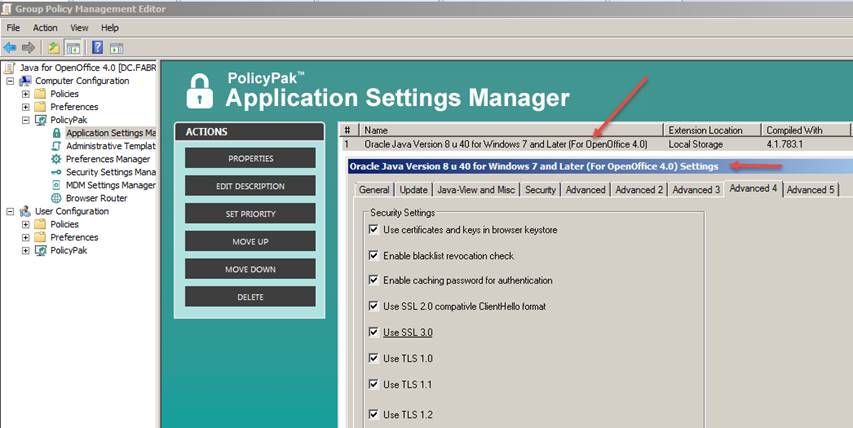 Group Policy Management Editor
File Action View Help
Java for OpenOffice 4.0 [DC.FABR
Computer Configuration
Policies
Preferences
PolicyPak
Application Settings Ma
Administrative Templat
Preferences Manager
Security Settings Mana
MDM Settings Manager
Browser Router
User Configuration
Policies
Preferences
PolicyPak
PolicyPak™
Application Settings Manager
ACTIONS
PROPERTIES
EDIT DESCRIPTION
SET PRIORITY
MOVE UP
MOVE DOWN
DELETE
# Name Extension Location Compiled With
1 Oracle Java Version 8 u 40 for Windows 7 and Later (For OpenOffice 4.0) Local Storage 4.1.783.1
Oracle Java Version 8 u 40 for Windows 7 and Later (For OpenOffice 4.0) Settings
General Update Java-View and Misc Security Advanced Advanced 2 Advanced 3 Advanced 4 Advanced 5
Security Settings
Use certificates and keys in browser keystore
Enable blacklist revocation check
Enable caching password for authentication
Use SSL 2.0 compativle ClientHello format
Use SSL 3.0
Use TLS 1.0
Use TLS 1.1
Use TLS 1.2